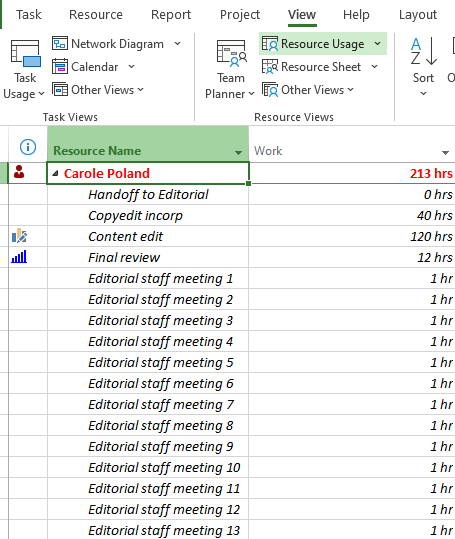 Task Resource Report Project View Help Layout
Network Diagram
Calendar
Other Views
Task Usage
Task Views
Team Planner
Resource Usage
Resource Sheet
Other Views
Resource Views
A Z
Sort
O
Resource Name Work
Carole Poland 213 hrs
Handoff to Editorial 0 hrs
Copyedit incorp 40 hrs
Content edit 120 hrs
Final review 12 hrs
Editorial staff meeting 1 1 hr
Editorial staff meeting 2 1 hr
Editorial staff meeting 3 1 hr
Editorial staff meeting 4 1 hr
Editorial staff meeting 5 1 hr
Editorial staff meeting 6 1 hr
Editorial staff meeting 7 1 hr
Editorial staff meeting 8 1 hr
Editorial staff meeting 9 1 hr
Editorial staff meeting 10 1 hr
Editorial staff meeting 11 1 hr
Editorial staff meeting 12 1 hr
Editorial staff meeting 13 1 hr